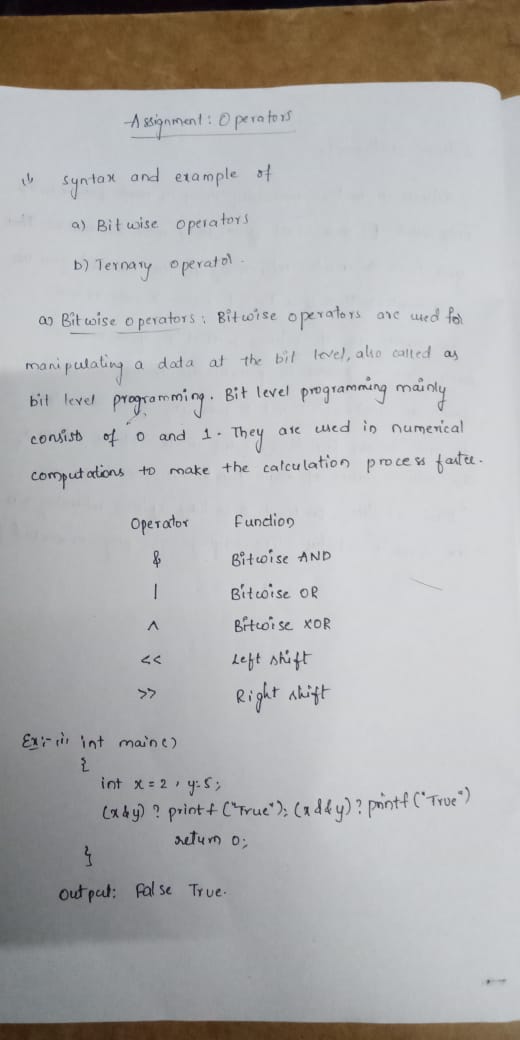 Assignment: Operators
1) syntax and example of
a) Bitwise operators
b) Ternary operator.
a) Bitwise operators: Bitwise operators are used for
manipulating a data at the bit level, also called as
bit level programming. Bit level programming mainly
consists of 0 and 1. They are used in numerical
computations to make the calculation process faster.
Operator Function
& Bitwise AND
| Bitwise OR
^ Bitwise XOR
<< Left shift
>> Right shift
Ex:- (i) int main()
{
int x = 2, y=5;
(x&y) ? printf ("True"); (x&&y)? printf ("True")
return 0;
}
output: False True.